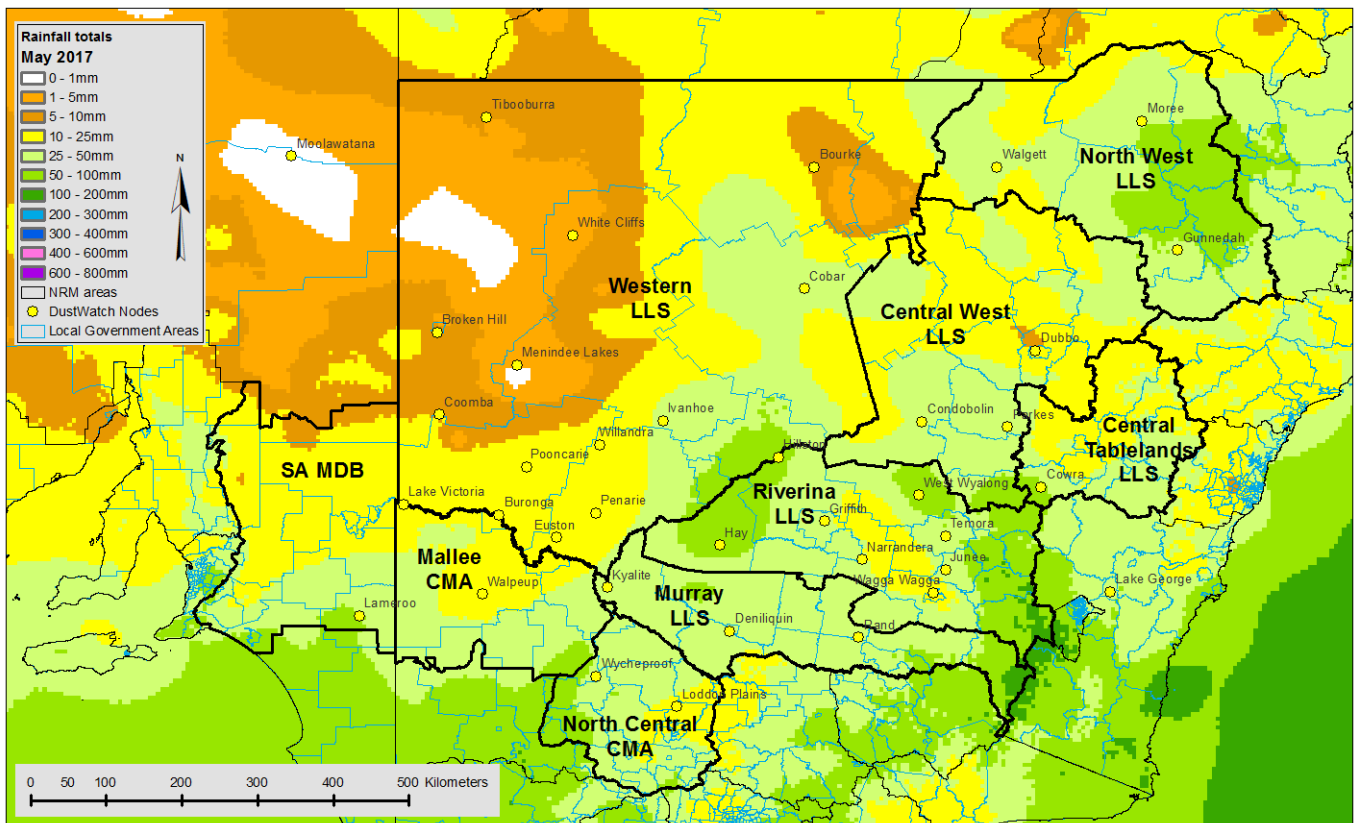 Rainfall totals
May 2017
0 - 1mm
1 - 5mm
5 - 10mm
10 - 25mm
25 - 50mm
50 - 100mm
100 - 200mm
200 - 300mm
300 - 400mm
400 - 600mm
600 - 800mm
NRM areas
DustWatch Nodes
Local Government Areas
N
Tibooburra
Moolawatana
Moree
Bourke
Walgett
North West
LLS
White Cliffs
Gunnedah
Western
LLS
Cobar
Central West
LLS
Broken Hill
Dubbo
Menindee Lakes
Coomba
Ivanhoe
Condobolin
Parkes
Central
Tablelands
LLS
Willandra
Hillston
Pooncarie
SA MDB
Lake Victoria
Buronga
Penarie
Riverina
LLS
West Wyalong
Cowra
Griffith
Euston
Hay
Temora
Mallee
CMA
Narrandera
Junee
Walpeup
Kyalite
Wagga Wagga
Lake George
Murray
LLS
Lameroo
Deniliquin
Rand
Wycheproof
Loddon Plains
North Central
CMA
0 50 100 200 300 400 500 Kilometers